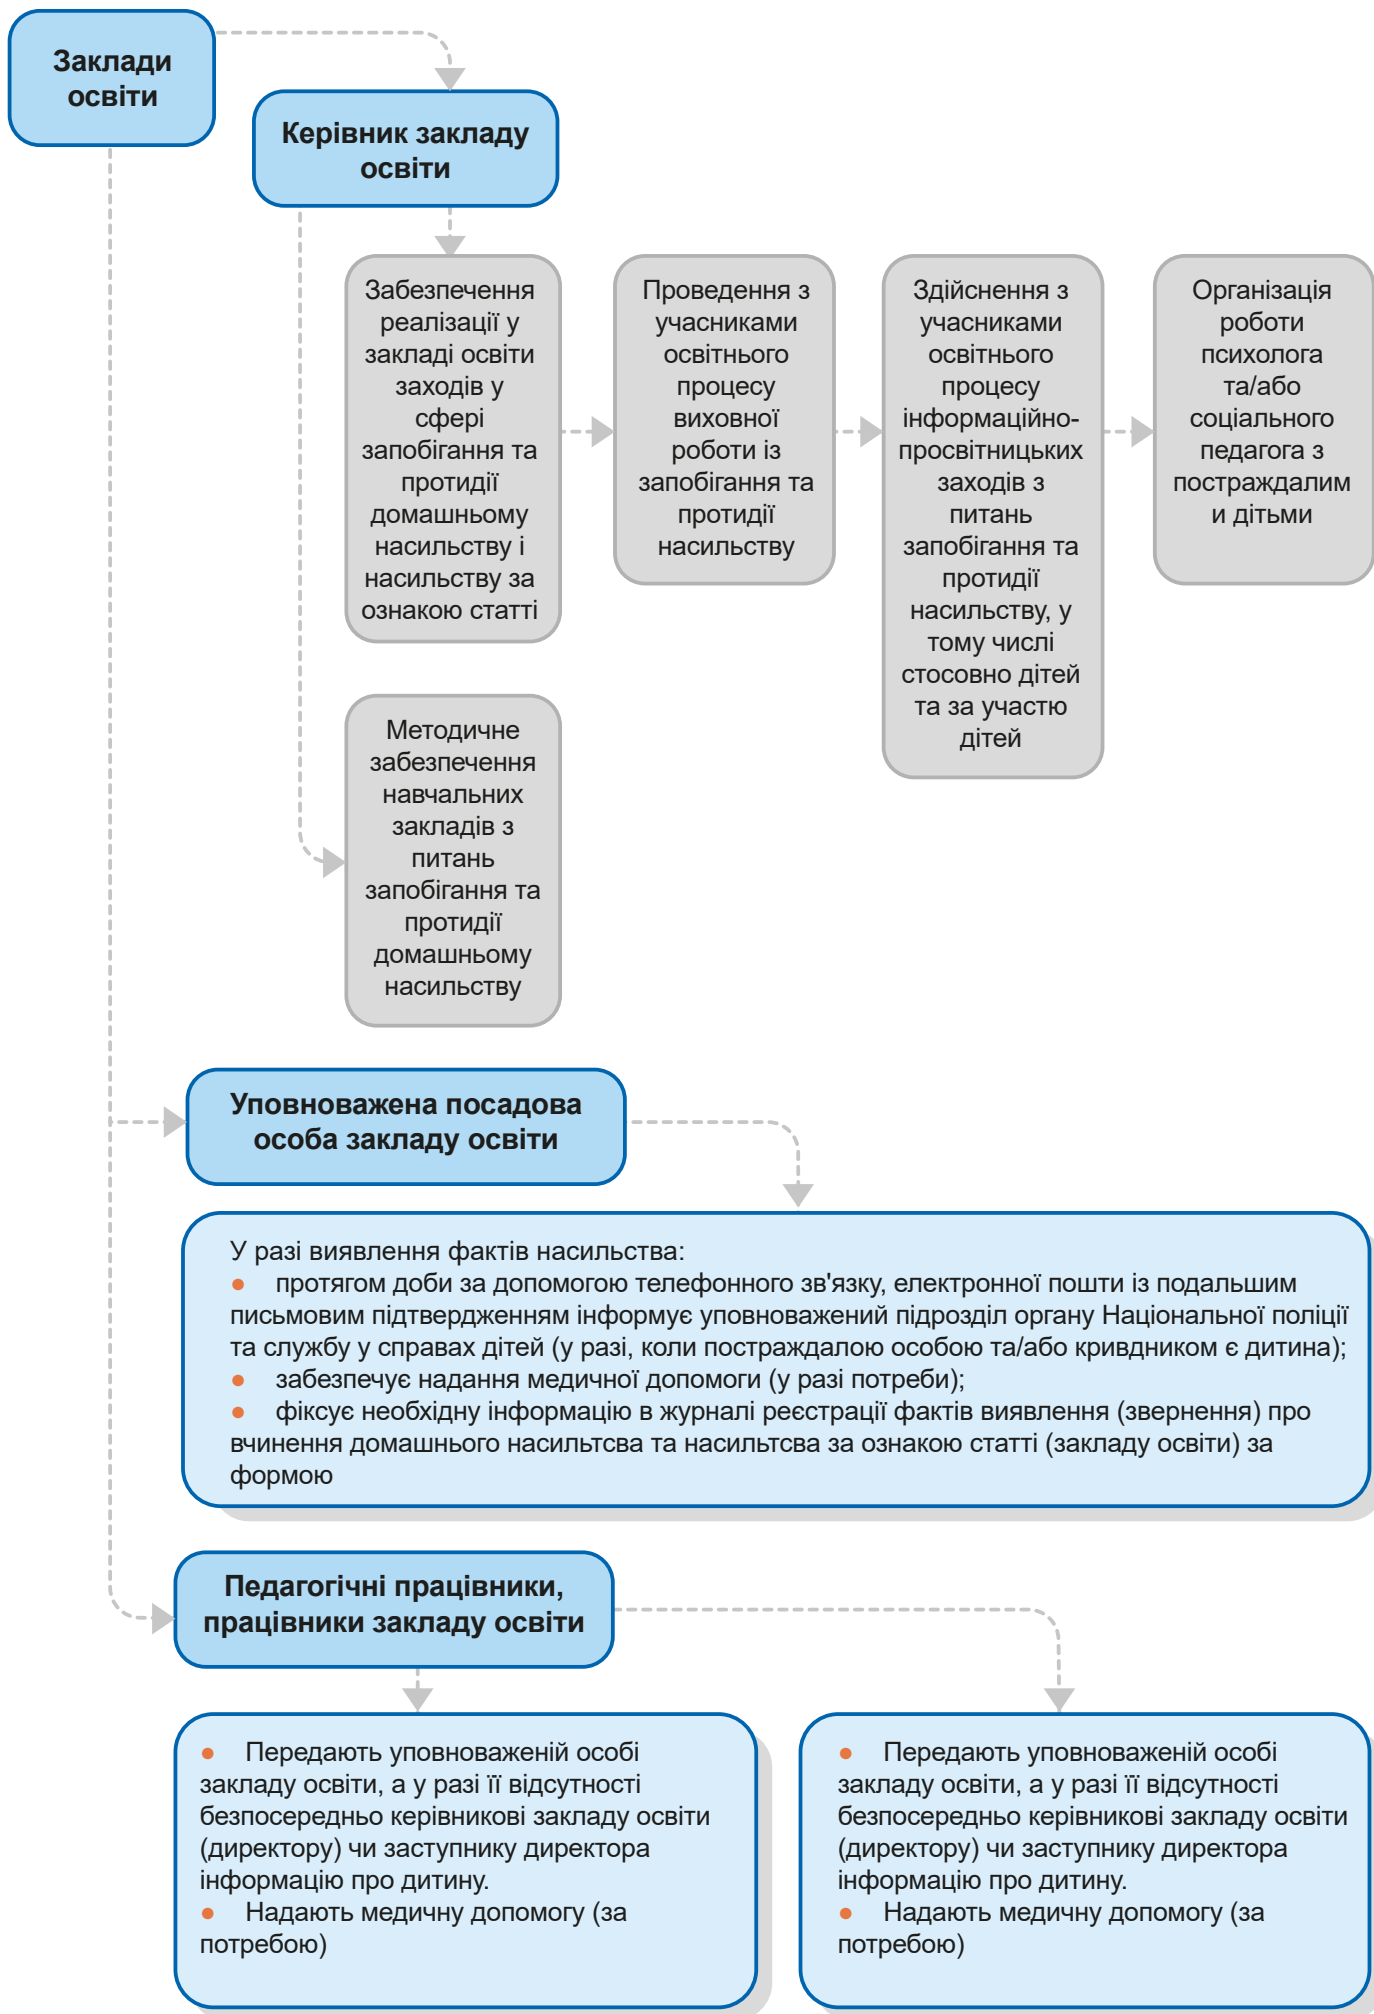 Заклади
освіти
Керівник закладу
освіти
Забезпечення
реалізації у
закладі освіти
заходів у
сфері
запобігання та
протидії
домашньому
насильству і
насильству за
ознакою статті
Проведення з
учасниками
освітнього
процесу
виховної
роботи із
запобігання та
протидії
насильству
Здійснення з
учасниками
освітнього
процесу
інформаційно-
просвітницьких
заходів з
питань
запобігання та
протидії
насильству, у
тому числі
стосовно дітей
та за участю
дітей
Організація
роботи
психолога
та/або
соціального
педагога з
постраждалим
и дітьми
Методичне
забезпечення
навчальних
закладів з
питань
запобігання та
протидії
домашньому
насильству
Уповноважена посадова
особа закладу освіти
У разі виявлення фактів насильства:
● протягом доби за допомогою телефонного зв'язку, електронної пошти із подальшим
письмовим підтвердженням інформує уповноважений підрозділ органу Національної поліції
та службу у справах дітей (у разі, коли постраждалою особою та/або кривдником є дитина);
● забезпечує надання медичної допомоги (у разі потреби);
● фіксує необхідну інформацію в журналі реєстрації фактів виявлення (звернення) про
вчинення домашнього насильтсва та насильтсва за ознакою статті (закладу освіти) за
формою
Педагогічні працівники,
працівники закладу освіти
● Передають уповноваженій особі
закладу освіти, а у разі її відсутності
безпосередньо керівникові закладу освіти
(директору) чи заступнику директора
інформацію про дитину.
● Надають медичну допомогу (за
потребою)
● Передають уповноваженій особі
закладу освіти, а у разі її відсутності
безпосередньо керівникові закладу освіти
(директору) чи заступнику директора
інформацію про дитину.
● Надають медичну допомогу (за
потребою)